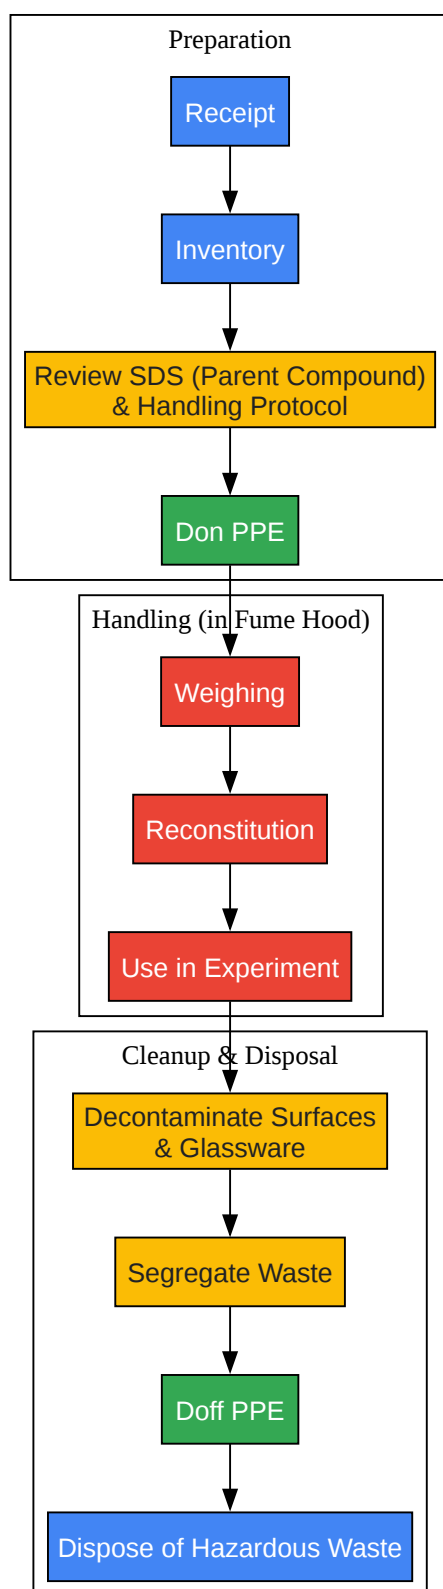 Preparation
Receipt
Inventory
Review SDS (Parent Compound)
& Handling Protocol
Don PPE
Handling (in Fume Hood)
Weighing
Reconstitution
Use in Experiment
Cleanup & Disposal
Decontaminate Surfaces
& Glassware
Segregate Waste
Doff PPE
Dispose of Hazardous Waste